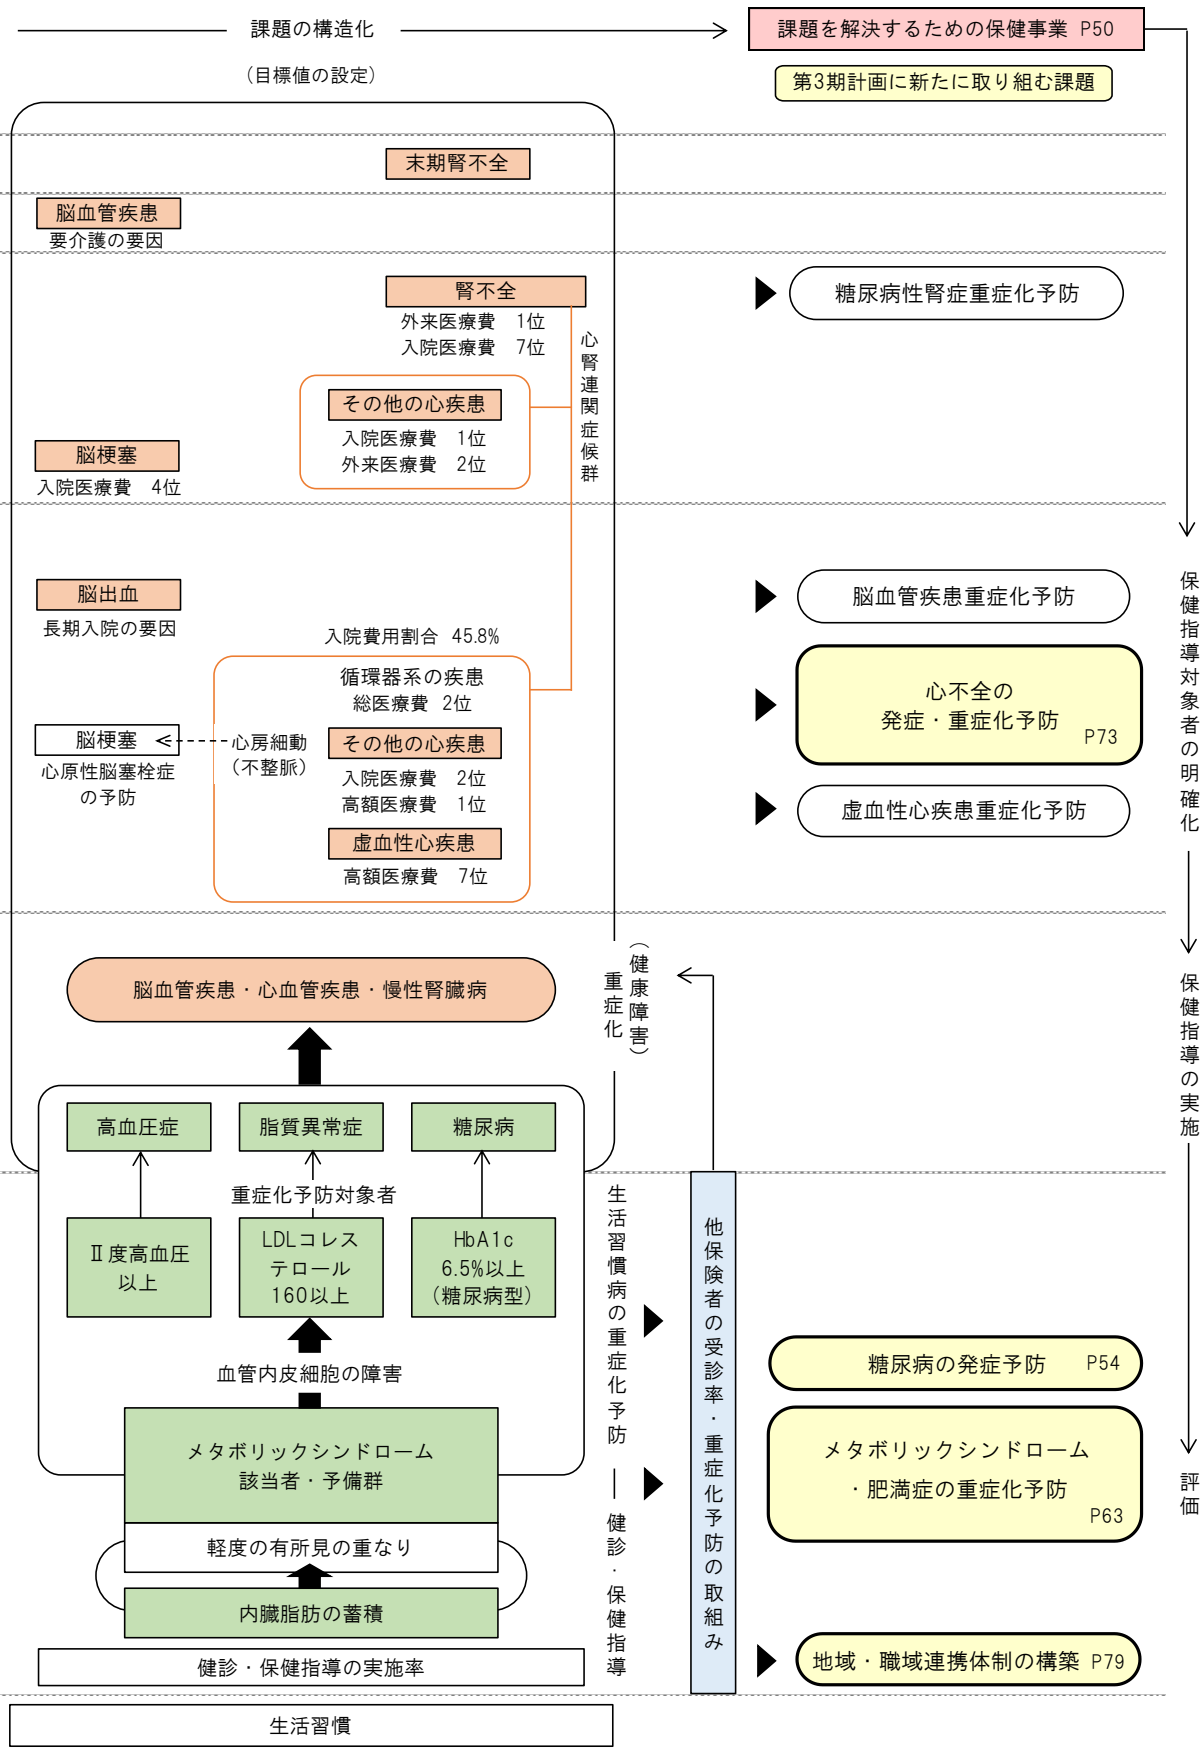 課題の構造化
(目標値の設定)
課題を解決するための保健事業 P50
第3期計画に新たに取り組む課題
末期腎不全
脳血管疾患
要介護の要因
腎不全
外来医療費　1位
入院医療費　7位
その他の心疾患
入院医療費　1位
外来医療費　2位
心腎連関症候群
脳梗塞
入院医療費　4位
糖尿病性腎症重症化予防
脳出血
長期入院の要因
入院費用割合 45.8%
循環器系の疾患
総医療費 2位
その他の心疾患
入院医療費　2位
高額医療費　1位
虚血性心疾患
高額医療費　7位
心房細動
（不整脈）
脳梗塞
心原性脳塞栓症
の予防
脳血管疾患重症化予防
心不全の
発症・重症化予防
P73
虚血性心疾患重症化予防
保健指導対象者の明確化
脳血管疾患・心血管疾患・慢性腎臓病
重症化
（健康障害）
保健指導の実施
高血圧症
脂質異常症
糖尿病
重症化予防対象者
Ⅱ度高血圧
以上
LDLコレス
テロール
160以上
HbA1c
6.5%以上
（糖尿病型）
血管内皮細胞の障害
メタボリックシンドローム
該当者・予備群
軽度の有所見の重なり
内臓脂肪の蓄積
健診・保健指導の実施率
生活習慣
生活習慣病の重症化予防
健診・保健指導
他保険者の受診率・重症化予防の取組み
糖尿病の発症予防　P54
メタボリックシンドローム
・肥満症の重症化予防
P63
地域・職域連携体制の構築 P79
評価